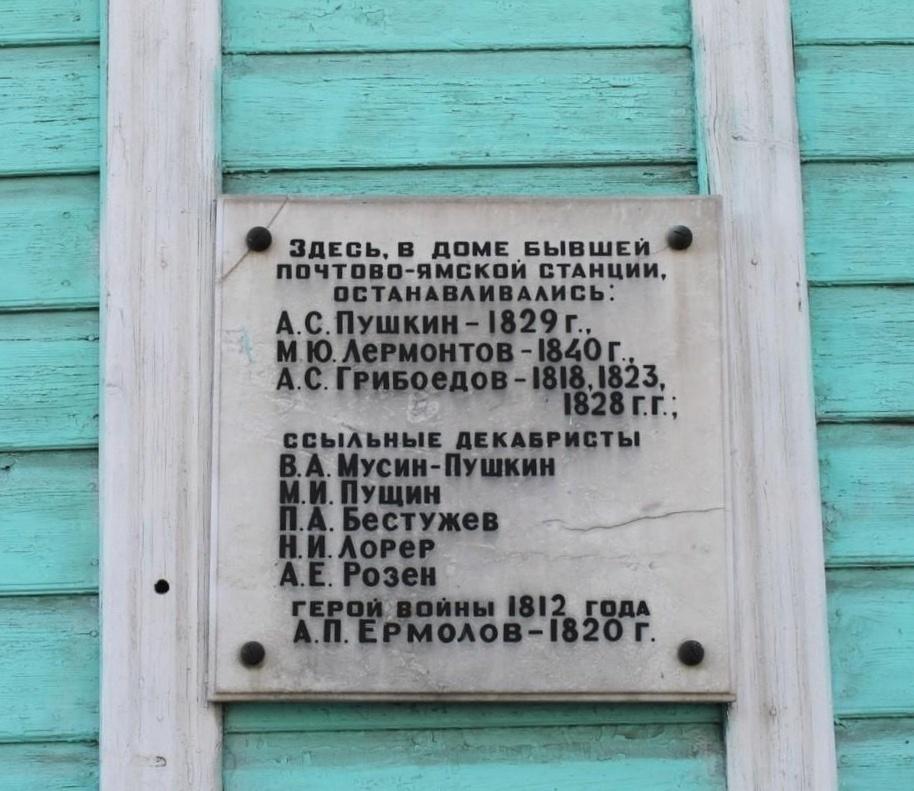 Здесь, в доме бывшей
почтово-ямской станции,
останавливались:
А.С. Пушкин - 1829 г.,
М.Ю. Лермонтов - 1840 г.,
А.С. Грибоедов - 1818, 1823,
1828 г.г.;
ссыльные декабристы
В.А. Мусин-Пушкин
М.И. Пущин
П.А. Бестужев
Н.И. Лорер
А.Е. Розен
герой войны 1812 года
А.П. Ермолов - 1820 г.